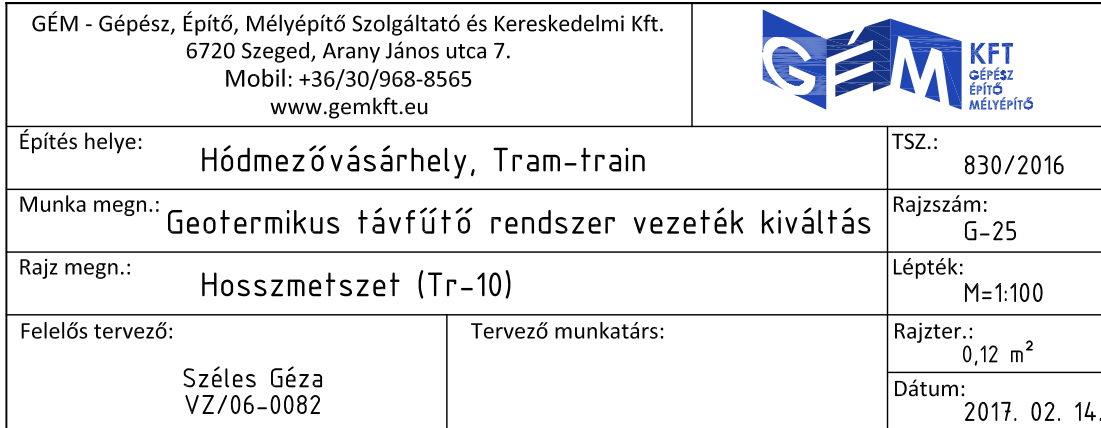 GÉM - Gépész, Építő, Mélyépítő Szolgáltató és Kereskedelmi Kft.
6720 Szeged, Arany János utca 7.
Mobil: +36/30/968-8565
www.gemkft.eu
GÉM
KFT
GÉPÉSZ
ÉPÍTŐ
MÉLYÉPÍTŐ
Építés helye:
Hódmezővásárhely, Tram-train
TSZ.:
830/2016
Munka megn.:
Geotermikus távfűtő rendszer vezeték kiváltás
Rajzszám:
G-25
Rajz megn.:
Hosszmetszet (Tr-10)
Lépték:
M=1:100
Felelős tervező:
Széles Géza
VZ/06-0082
Tervező munkatárs:
Rajzter.:
0,12 m²
Dátum:
2017. 02. 14.